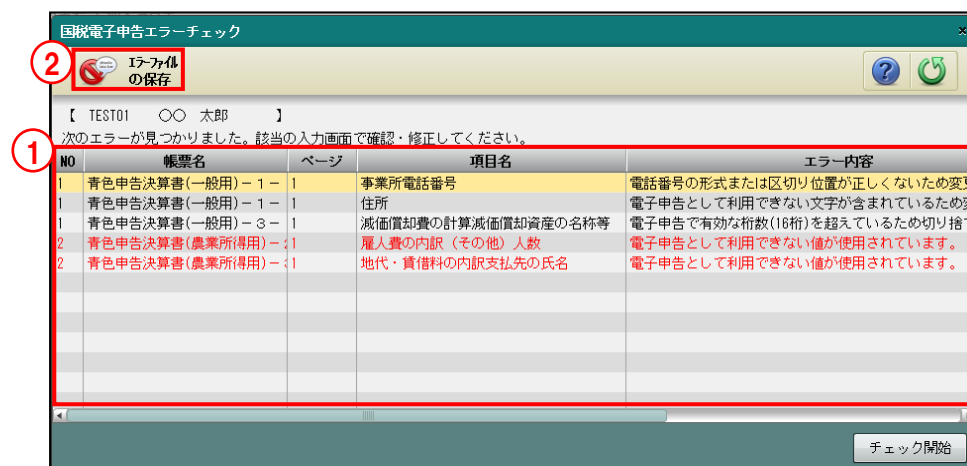 国税電子申告エラーチェック
×
②
エラーファイル
の保存
?
【 TEST01 ○○ 太郎 】
次のエラーが見つかりました。該当の入力画面で確認・修正してください。
①
NO 帳票名 ページ 項目名 エラー内容
1 青色申告決算書(一般用)-1- 1 事業所電話番号 電話番号の形式または区切り位置が正しくないため変更
1 青色申告決算書(一般用)-1- 1 住所 電子申告として利用できない文字が含まれているため
1 青色申告決算書(一般用)-3- 1 減価償却費の計算減価償却資産の名称等 電子申告で有効な桁数(16桁)を超えているため切り捨
2 青色申告決算書(農業所得用)- 1 雇人費の内訳(その他)人数 電子申告として利用できない値が使用されています。
2 青色申告決算書(農業所得用)- 1 地代・賃借料の内訳支払先の氏名 電子申告として利用できない値が使用されています。
チェック開始